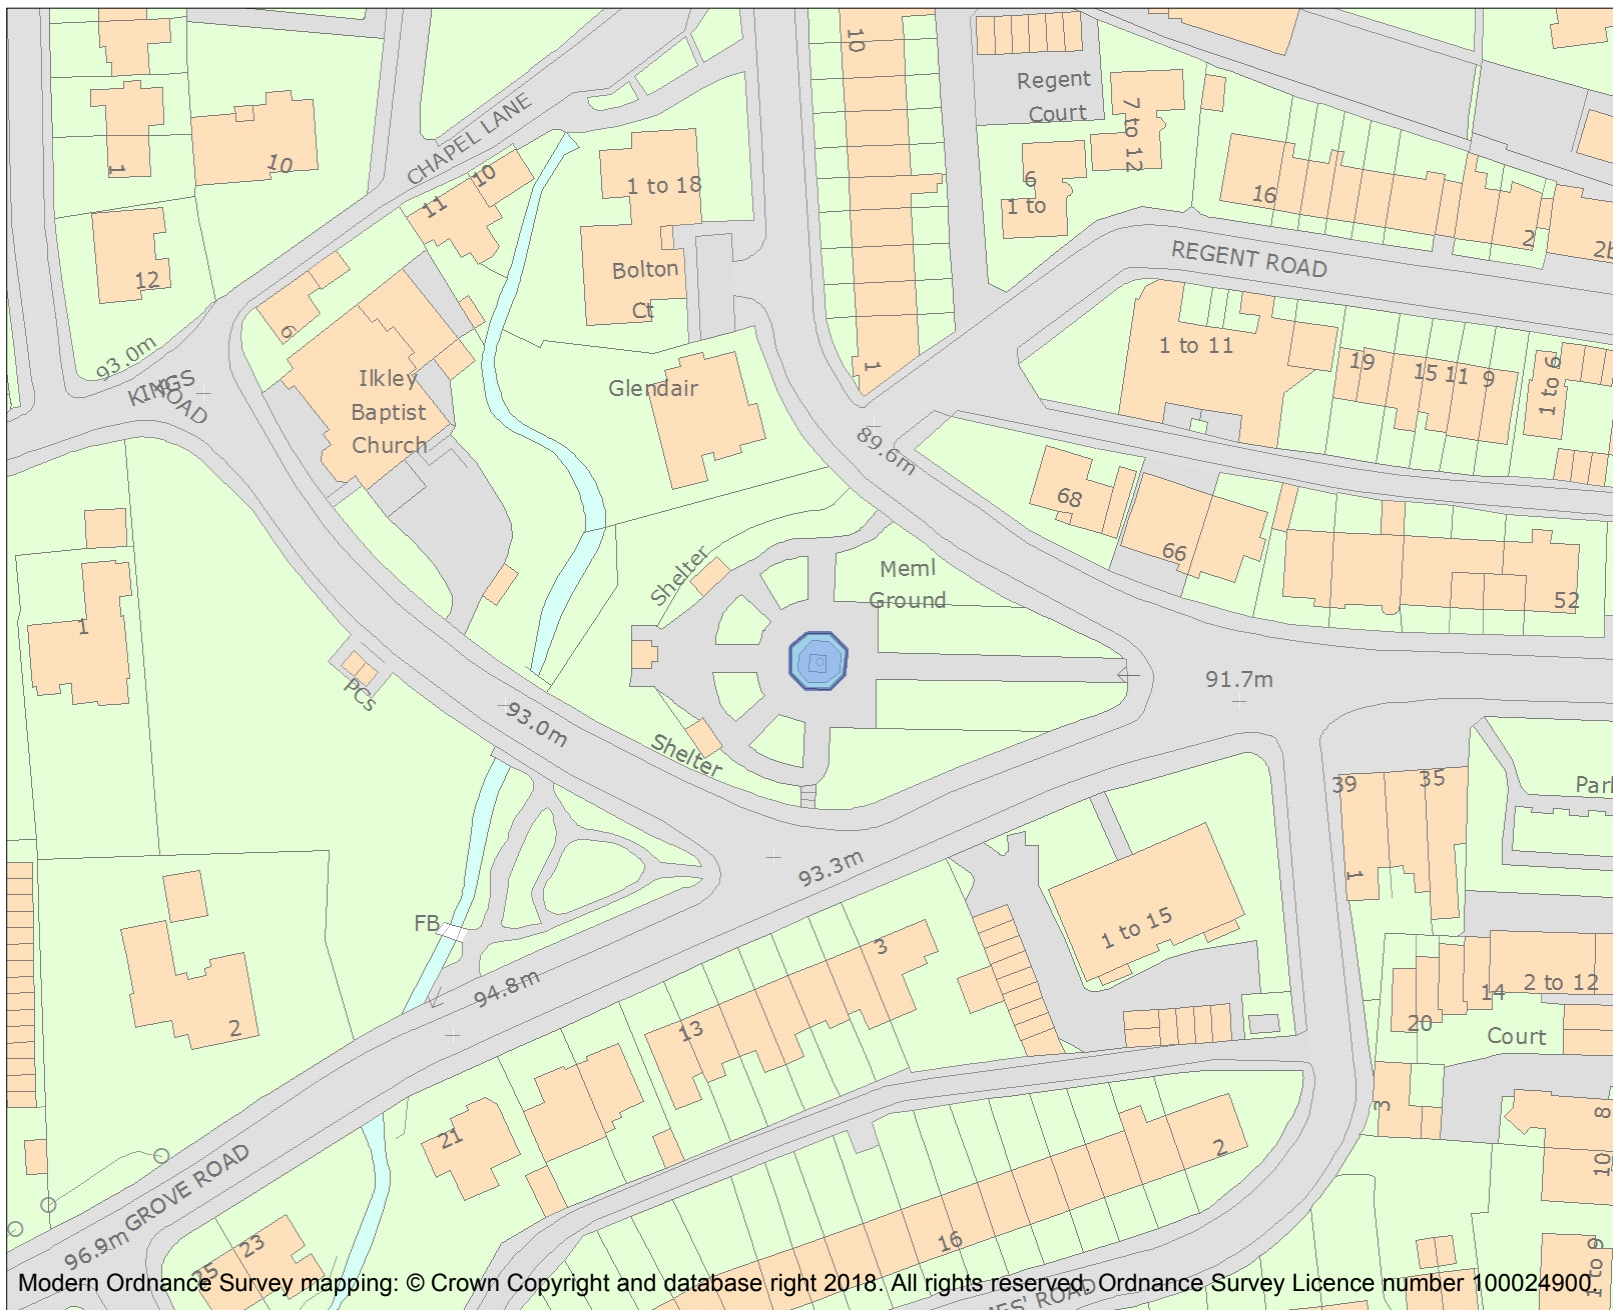 10
Regent
Court
7 to 12
CHAPEL LANE
1
10
10
11
1 to 18
6
1 to
16
2
REGENT ROAD
12
Bolton
Ct
6
93.0m
KINGS
ROAD
Ilkley
Baptist
Church
Glendair
1
1 to 11
19
15
11
9
1 to 6
89.6m
68
66
52
Shelter
Meml
Ground
1
PCs
93.0m
Shelter
91.7m
39
35
Park
1
93.3m
FB
94.8m
1 to 15
3
13
2
14
2 to 12
20
Court
3
8
10
21
2
GROVE ROAD
96.9m
23
25
16
1 to 9
Modern Ordnance Survey mapping: © Crown Copyright and database right 2018. All rights reserved. Ordnance Survey Licence number 100024900.